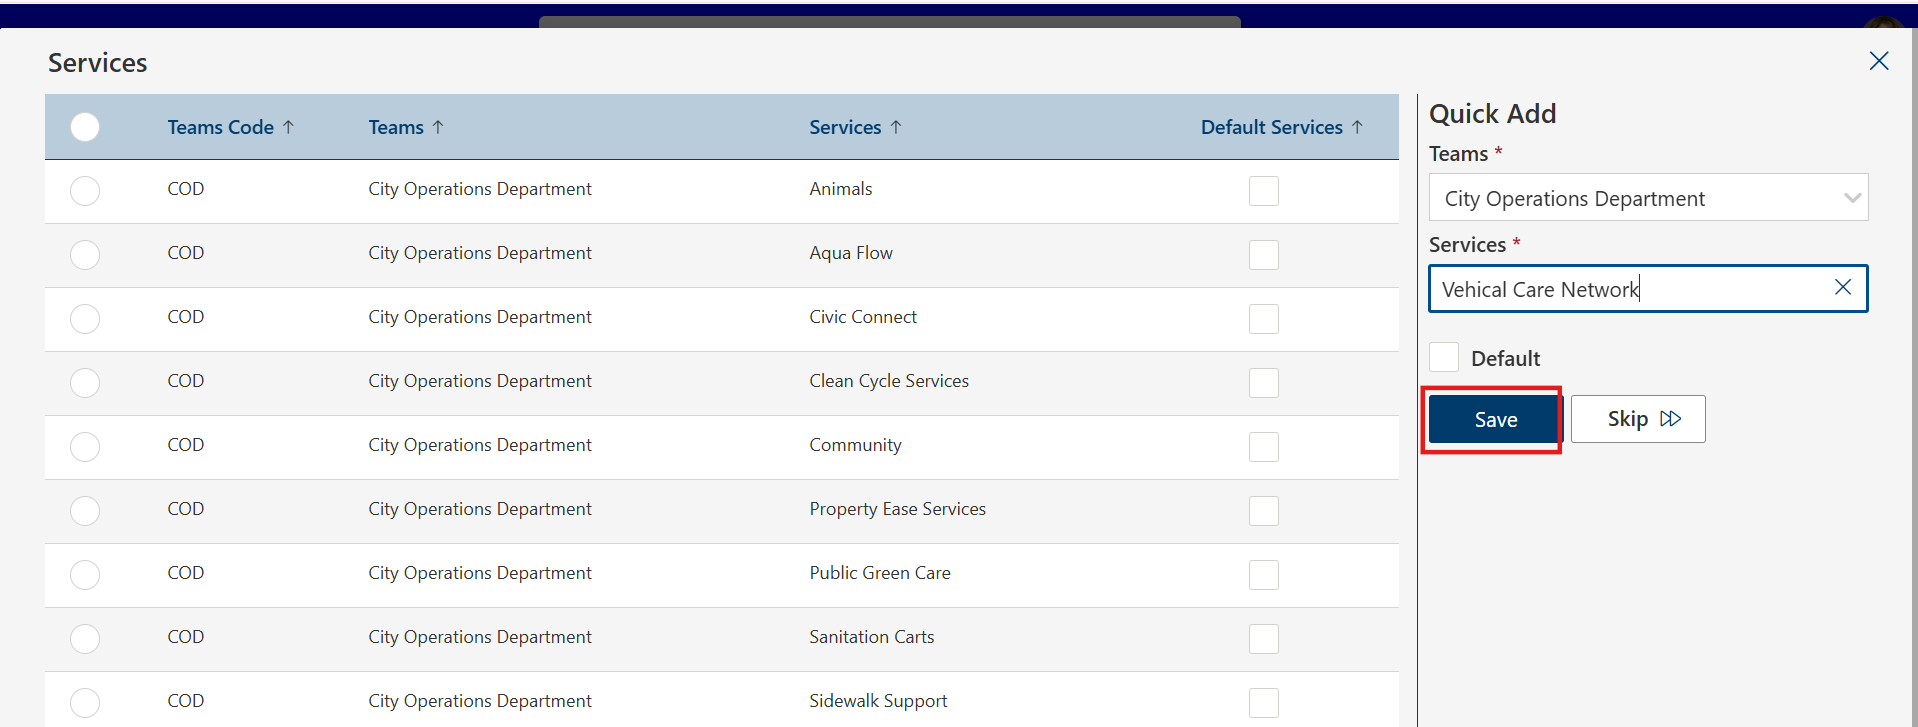 Services
Teams Code ↑ Teams ↑ Services ↑ Default Services ↑
COD City Operations Department Animals
COD City Operations Department Aqua Flow
COD City Operations Department Civic Connect
COD City Operations Department Clean Cycle Services
COD City Operations Department Community
COD City Operations Department Property Ease Services
COD City Operations Department Public Green Care
COD City Operations Department Sanitation Carts
COD City Operations Department Sidewalk Support
Quick Add
Teams *
City Operations Department
Services *
Vehical Care Network
Default
Save Skip